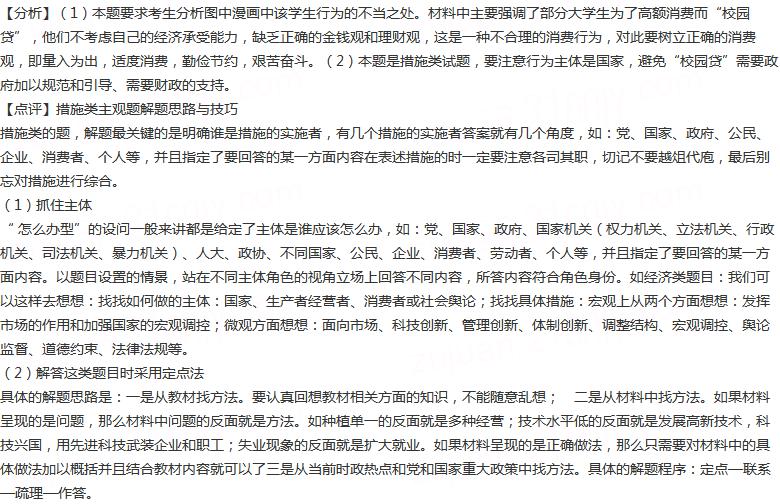 【分析】（1）本题要求考生分析图中漫画中该学生行为的不当之处。材料中主要强调了部分大学生为了高额消费而“校园
贷”，他们不考虑自己的经济承受能力，缺乏正确的金钱观和理财观，这是一种不合理的消费行为，对此要树立正确的消费
观，即量入为出，适度消费，勤俭节约，艰苦奋斗。（2）本题是措施类试题，要注意行为主体是国家，避免“校园贷”需要政
府加以规范和引导、需要财政的支持。
【点评】措施类主观题解题思路与技巧
措施类的题，解题最关键的是明确谁是措施的实施者，有几个措施的实施者答案就有几个角度，如：党、国家、政府、公民、
企业、消费者、个人等，并且指定了要回答的某一方面内容在表述措施的时一定要注意各司其职，切记不要越俎代庖，最后别
忘对措施进行综合。
（1）抓住主体
“ 怎么办型”的设问一般来讲都是给定了主体是谁应该怎么办，如：党、国家、政府、国家机关（权力机关、立法机关、行政
机关、司法机关、暴力机关）、人大、政协、不同国家、公民、企业、消费者、劳动者、个人等，并且指定了要回答的某一方
面内容。以题目设置的情景，站在不同主体角色的视角立场上回答不同内容，所答内容符合角色身份。如经济类题目：我们可
以这样去想想：找找如何做的主体：国家、生产者经营者、消费者或社会舆论；找找具体措施：宏观上从两个方面想想：发挥
市场的作用和加强国家的宏观调控；微观方面想想：面向市场、科技创新、管理创新、体制创新、调整结构、宏观调控、舆论
监督、道德约束、法律法规等。
（2）解答这类题目时采用定点法
具体的解题思路是：一是从教材找方法。要认真回想教材相关方面的知识，不能随意乱想； 二是从材料中找方法。如果材料
呈现的是问题，那么材料中问题的反面就是方法。如种植单一的反面就是多种经营；技术水平低的反面就是发展高新技术，科
技兴国，用先进科技武装企业和职工；失业现象的反面就是扩大就业。如果材料呈现的是正确做法，那么只需要对材料中的具
体做法加以概括并且结合教材内容就可以了三是从当前时政热点和党和国家重大政策中找方法。具体的解题程序：定点—联系
—疏理—作答。